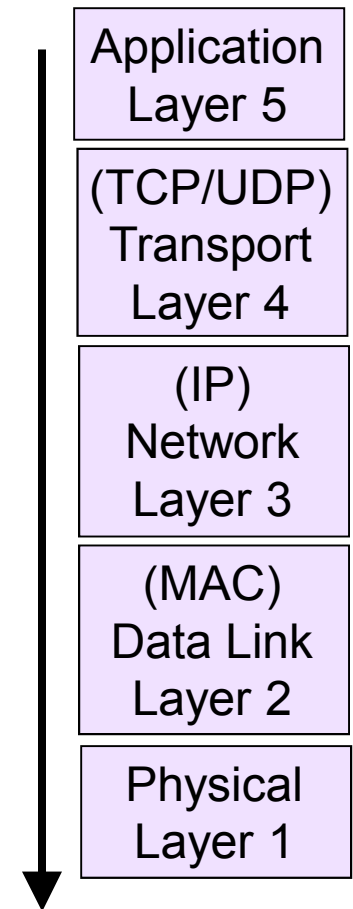 Application
Layer 5
(TCP/UDP)
Transport
Layer 4
(IP)
Network
Layer 3
(MAC)
Data Link
Layer 2
Physical
Layer 1